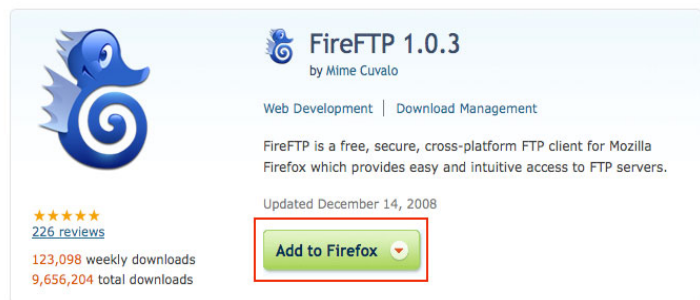 FireFTP 1.0.3
by Mime Cuvalo
Web Development | Download Management
FireFTP is a free, secure, cross-platform FTP client for Mozilla
Firefox which provides easy and intuitive access to FTP servers.
Updated December 14, 2008
Add to Firefox
226 reviews
123,098 weekly downloads
9,656,204 total downloads